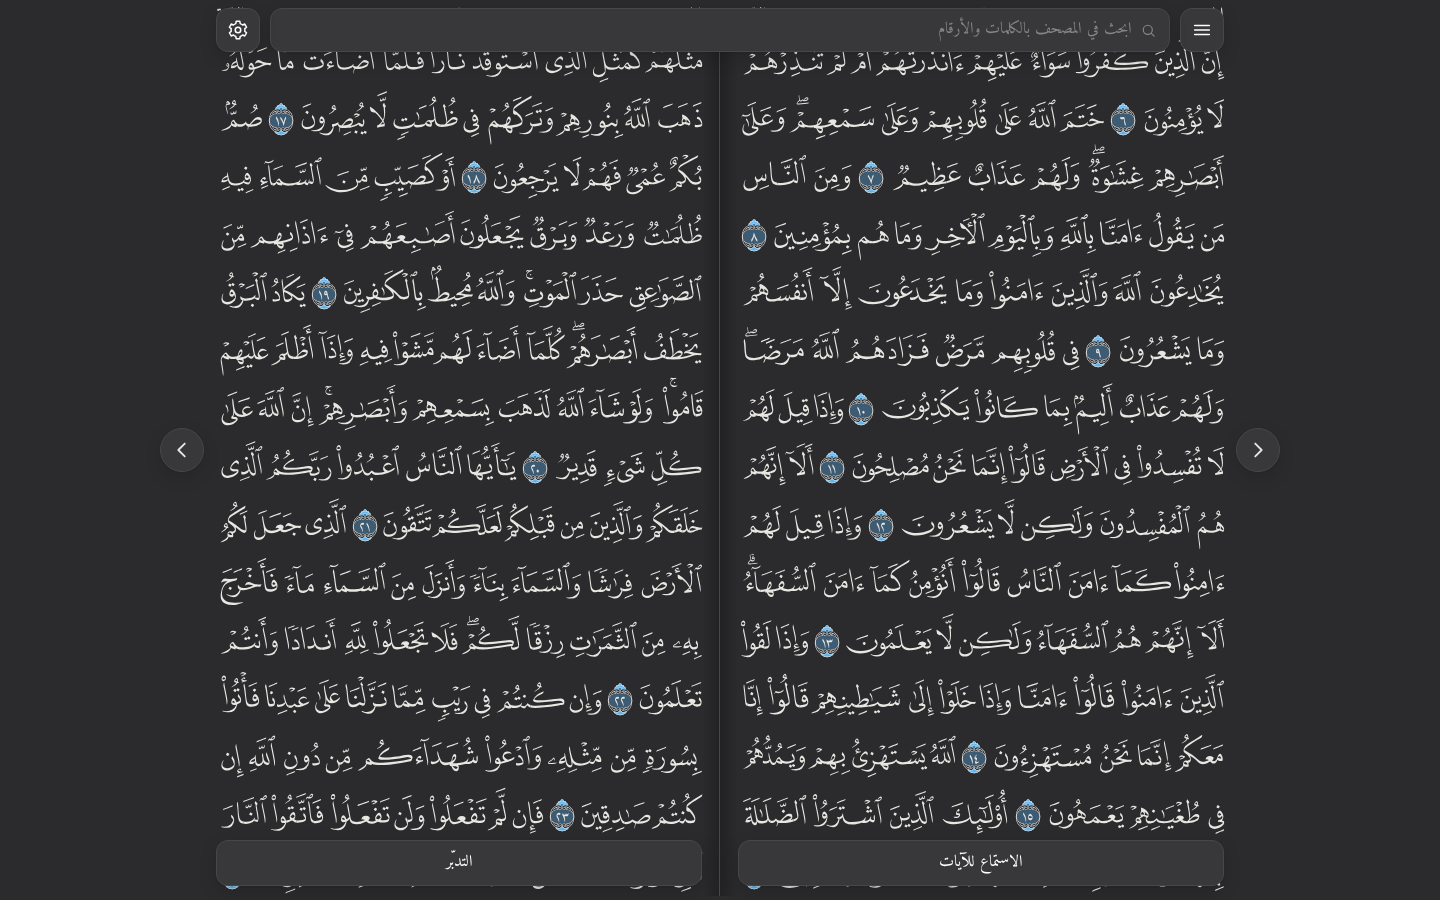 ابحث في المصحف بالكلمات والأرقام
إِنَّ ٱلَّذِينَ كَفَرُوا۟ سَوَآءٌ عَلَيْهِمْ ءَأَنذَرْتَهُمْ أَمْ لَمْ تُنذِرْهُمْ
لَا يُؤْمِنُونَ ٦ خَتَمَ ٱللَّهُ عَلَىٰ قُلُوبِهِمْ وَعَلَىٰ سَمْعِهِمْ ۖ وَعَلَىٰٓ
أَبْصَٰرِهِمْ غِشَٰوَةٌ ۖ وَلَهُمْ عَذَابٌ عَظِيمٌ ٧ وَمِنَ ٱلنَّاسِ
مَن يَقُولُ ءَامَنَّا بِٱللَّهِ وَبِٱلْيَوْمِ ٱلْـَٔاخِرِ وَمَا هُم بِمُؤْمِنِينَ ٨
يُخَٰدِعُونَ ٱللَّهَ وَٱلَّذِينَ ءَامَنُوا۟ وَمَا يَخْدَعُونَ إِلَّآ أَنفُسَهُمْ
وَمَا يَشْعُرُونَ ٩ فِى قُلُوبِهِم مَّرَضٌ فَزَادَهُمُ ٱللَّهُ مَرَضًا ۖ
وَلَهُمْ عَذَابٌ أَلِيمٌۢ بِمَا كَانُوا۟ يَكْذِبُونَ ١٠ وَإِذَا قِيلَ لَهُمْ
لَا تُفْسِدُوا۟ فِى ٱلْأَرْضِ قَالُوٓا۟ إِنَّمَا نَحْنُ مُصْلِحُونَ ١١ أَلَآ إِنَّهُمْ
هُمُ ٱلْمُفْسِدُونَ وَلَٰكِن لَّا يَشْعُرُونَ ١٢ وَإِذَا قِيلَ لَهُمْ
ءَامِنُوا۟ كَمَآ ءَامَنَ ٱلنَّاسُ قَالُوٓا۟ أَنُؤْمِنُ كَمَآ ءَامَنَ ٱلسُّفَهَآءُ ۗ
أَلَآ إِنَّهُمْ هُمُ ٱلسُّفَهَآءُ وَلَٰكِن لَّا يَعْلَمُونَ ١٣ وَإِذَا لَقُوا۟
ٱلَّذِينَ ءَامَنُوا۟ قَالُوٓا۟ ءَامَنَّا وَإِذَا خَلَوْا۟ إِلَىٰ شَيَٰطِينِهِمْ قَالُوٓا۟ إِنَّا
مَعَكُمْ إِنَّمَا نَحْنُ مُسْتَهْزِءُونَ ١٤ ٱللَّهُ يَسْتَهْزِئُ بِهِمْ وَيَمُدُّهُمْ
فِى طُغْيَٰنِهِمْ يَعْمَهُونَ ١٥ أُو۟لَٰٓئِكَ ٱلَّذِينَ ٱشْتَرَوُا۟ ٱلضَّلَٰلَةَ
الاستماع للآيات
مَثَلُهُمْ كَمَثَلِ ٱلَّذِى ٱسْتَوْقَدَ نَارًا فَلَمَّآ أَضَآءَتْ مَا حَوْلَهُۥ
ذَهَبَ ٱللَّهُ بِنُورِهِمْ وَتَرَكَهُمْ فِى ظُلُمَٰتٍ لَّا يُبْصِرُونَ ١٧ صُمٌّۢ
بُكْمٌ عُمْىٌ فَهُمْ لَا يَرْجِعُونَ ١٨ أَوْ كَصَيِّبٍ مِّنَ ٱلسَّمَآءِ فِيهِ
ظُلُمَٰتٌ وَرَعْدٌ وَبَرْقٌ يَجْعَلُونَ أَصَٰبِعَهُمْ فِىٓ ءَاذَانِهِم مِّنَ
ٱلصَّوَٰعِقِ حَذَرَ ٱلْمَوْتِ ۚ وَٱللَّهُ مُحِيطٌۢ بِٱلْكَٰفِرِينَ ١٩ يَكَادُ ٱلْبَرْقُ
يَخْطَفُ أَبْصَٰرَهُمْ ۖ كُلَّمَآ أَضَآءَ لَهُم مَّشَوْا۟ فِيهِ وَإِذَآ أَظْلَمَ عَلَيْهِمْ
قَامُوا۟ ۚ وَلَوْ شَآءَ ٱللَّهُ لَذَهَبَ بِسَمْعِهِمْ وَأَبْصَٰرِهِمْ ۚ إِنَّ ٱللَّهَ عَلَىٰ
كُلِّ شَىْءٍ قَدِيرٌ ٢٠ يَٰٓأَيُّهَا ٱلنَّاسُ ٱعْبُدُوا۟ رَبَّكُمُ ٱلَّذِى
خَلَقَكُمْ وَٱلَّذِينَ مِن قَبْلِكُمْ لَعَلَّكُمْ تَتَّقُونَ ٢١ ٱلَّذِى جَعَلَ لَكُمُ
ٱلْأَرْضَ فِرَٰشًا وَٱلسَّمَآءَ بِنَآءً وَأَنزَلَ مِنَ ٱلسَّمَآءِ مَآءً فَأَخْرَجَ
بِهِۦ مِنَ ٱلثَّمَرَٰتِ رِزْقًا لَّكُمْ ۖ فَلَا تَجْعَلُوا۟ لِلَّهِ أَندَادًا وَأَنتُمْ
تَعْلَمُونَ ٢٢ وَإِن كُنتُمْ فِى رَيْبٍ مِّمَّا نَزَّلْنَا عَلَىٰ عَبْدِنَا فَأْتُوا۟
بِسُورَةٍ مِّن مِّثْلِهِۦ وَٱدْعُوا۟ شُهَدَآءَكُم مِّن دُونِ ٱللَّهِ إِن
كُنتُمْ صَٰدِقِينَ ٢٣ فَإِن لَّمْ تَفْعَلُوا۟ وَلَن تَفْعَلُوا۟ فَٱتَّقُوا۟ ٱلنَّارَ
التدبّر